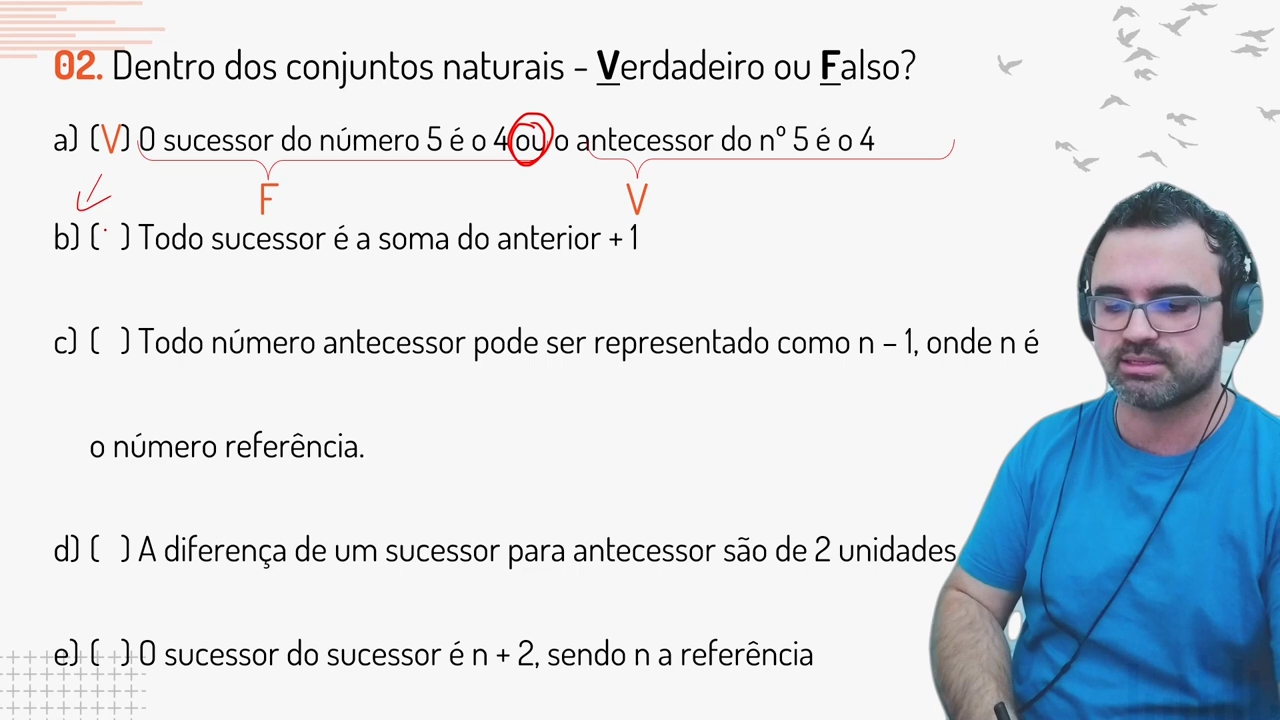 02. Dentro dos conjuntos naturais - Verdadeiro ou Falso?
a) (V) O sucessor do número 5 é o 4 ou o antecessor do nº 5 é o 4
F V
b) ( ) Todo sucessor é a soma do anterior + 1
c) ( ) Todo número antecessor pode ser representado como n – 1, onde n é
o número referência.
d) ( ) A diferença de um sucessor para antecessor são de 2 unidades
e) ( ) O sucessor do sucessor é n + 2, sendo n a referência